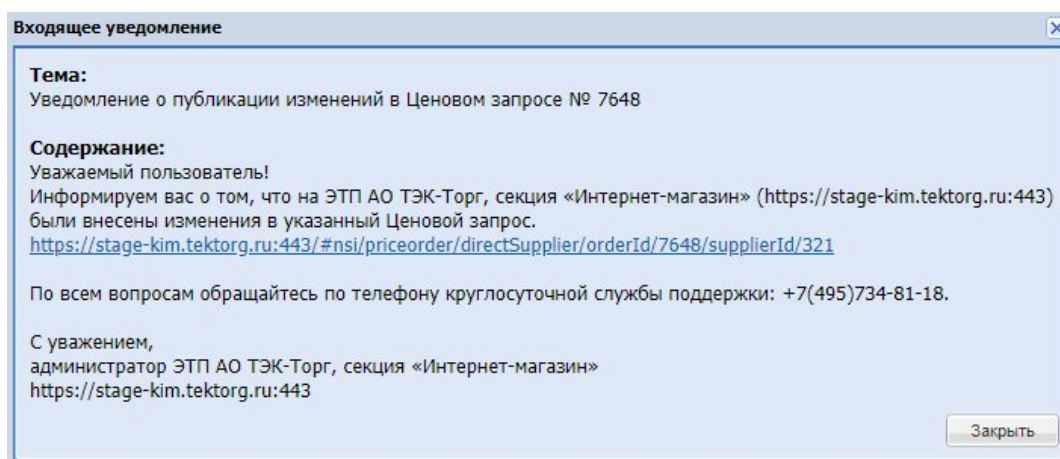 Входящее уведомление
Тема:
Уведомление о публикации изменений в Ценовом запросе № 7648
Содержание:
Уважаемый пользователь!
Информируем вас о том, что на ЭТП АО ТЭК-Торг, секция «Интернет-магазин» (https://stage-kim.tektorg.ru:443)
были внесены изменения в указанный Ценовой запрос.
https://stage-kim.tektorg.ru:443/#nsi/priceorder/directSupplier/orderId/7648/supplierId/321
По всем вопросам обращайтесь по телефону круглосуточной службы поддержки: +7(495)734-81-18.
С уважением,
администратор ЭТП АО ТЭК-Торг, секция «Интернет-магазин»
https://stage-kim.tektorg.ru:443
Закрыть